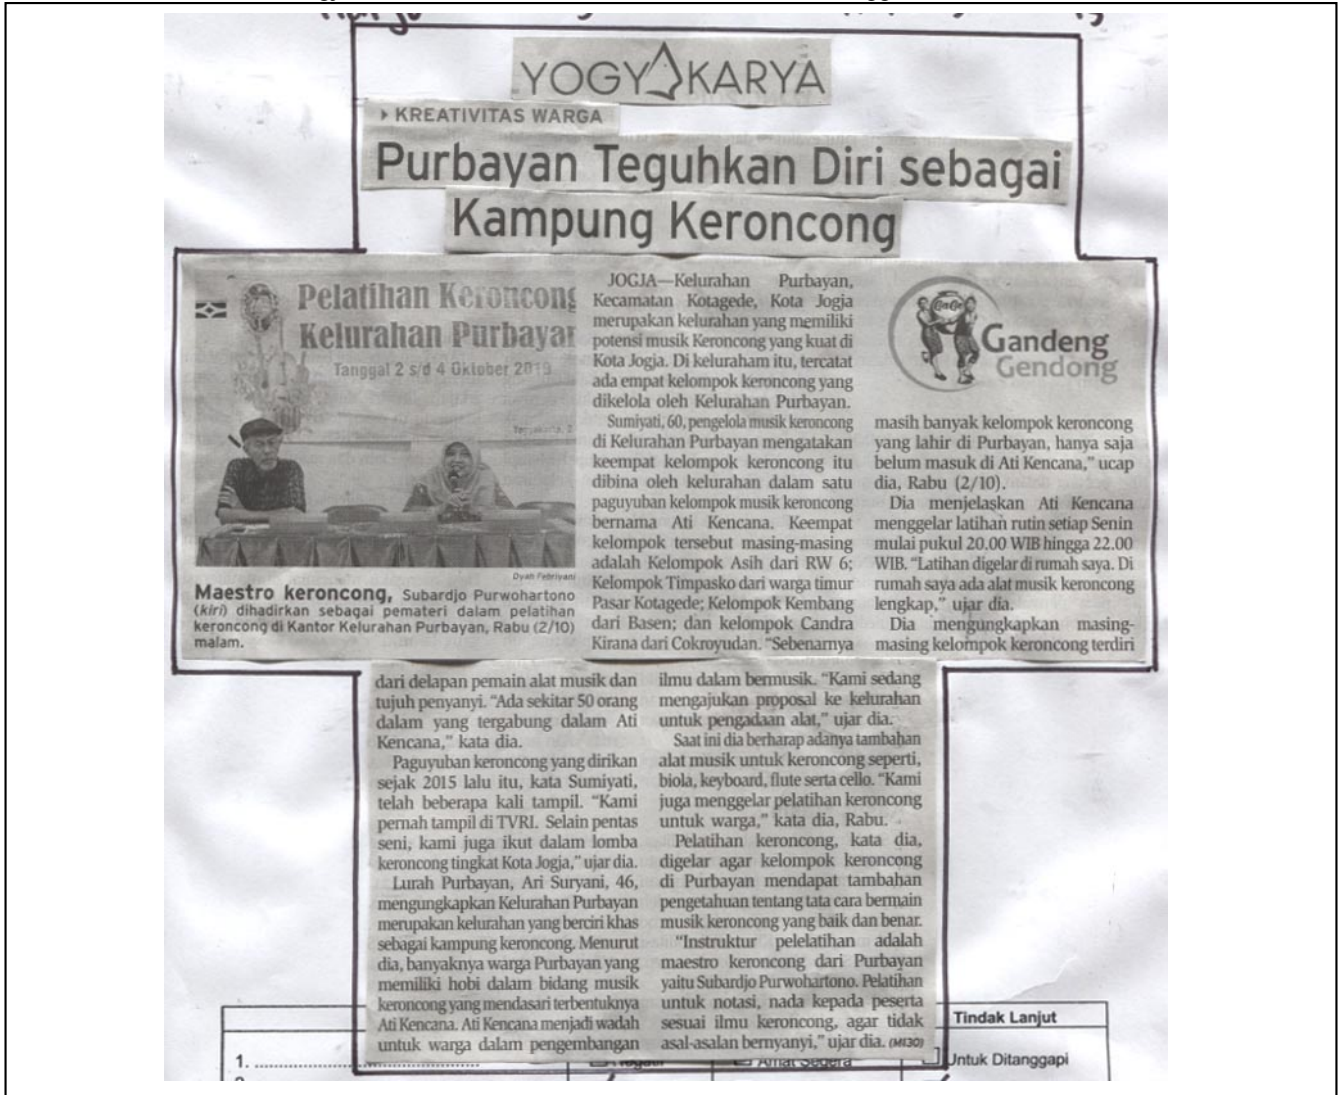 YOGYAKARYA
KREATIVITAS WARGA
Purbayan Teguhkan Diri sebagai
Kampung Keroncong
Pelatihan Keroncong
Kelurahan Purbayan
Tanggal 2 s/d 4 Oktober 2019
Yogyakarta, 2
Dyan Febriyani
Maestro keroncong, Subardjo Purwohartono
(kiri) dihadirkan sebagai pemateri dalam pelatihan
keroncong di Kantor Kelurahan Purbayan, Rabu (2/10)
malam.
JOGJA—Kelurahan Purbayan,
Kecamatan Kotagede, Kota Jogja
merupakan kelurahan yang memiliki
potensi musik Keroncong yang kuat di
Kota Jogja. Di keluraham itu, tercatat
ada empat kelompok keroncong yang
dikelola oleh Kelurahan Purbayan.
Sumiyati, 60, pengelola musik keroncong
di Kelurahan Purbayan mengatakan
keempat kelompok keroncong itu
dibina oleh kelurahan dalam satu
paguyuban kelompok musik keroncong
bernama Ati Kencana. Keempat
kelompok tersebut masing-masing
adalah Kelompok Asih dari RW 6;
Kelompok Timpasko dari warga timur
Pasar Kotagede; Kelompok Kembang
dari Basen; dan kelompok Candra
Kirana dari Cokroyudan. “Sebenarnya
Gandeng
Gendong
masih banyak kelompok keroncong
yang lahir di Purbayan, hanya saja
belum masuk di Ati Kencana,” ucap
dia, Rabu (2/10).
Dia menjelaskan Ati Kencana
menggelar latihan rutin setiap Senin
mulai pukul 20.00 WIB hingga 22.00
WIB. “Latihan digelar di rumah saya. Di
rumah saya ada alat musik keroncong
lengkap,” ujar dia.
Dia mengungkapkan masing-
masing kelompok keroncong terdiri
dari delapan pemain alat musik dan
tujuh penyanyi. “Ada sekitar 50 orang
dalam yang tergabung dalam Ati
Kencana,” kata dia.
Paguyuban keroncong yang dirikan
sejak 2015 lalu itu, kata Sumiyati,
telah beberapa kali tampil. “Kami
pernah tampil di TVRI. Selain pentas
seni, kami juga ikut dalam lomba
keroncong tingkat Kota Jogja,” ujar dia.
Lurah Purbayan, Ari Suryani, 46,
mengungkapkan Kelurahan Purbayan
merupakan kelurahan yang berciri khas
sebagai kampung keroncong. Menurut
dia, banyaknya warga Purbayan yang
memiliki hobi dalam bidang musik
keroncong yang mendasari terbentuknya
Ati Kencana. Ati Kencana menjadi wadah
untuk warga dalam pengembangan
ilmu dalam bermusik. “Kami sedang
mengajukan proposal ke kelurahan
untuk pengadaan alat,” ujar dia.
Saat ini dia berharap adanya tambahan
alat musik untuk keroncong seperti,
biola, keyboard, flute serta cello. “Kami
juga menggelar pelatihan keroncong
untuk warga,” kata dia, Rabu.
Pelatihan keroncong, kata dia,
digelar agar kelompok keroncong
di Purbayan mendapat tambahan
pengetahuan tentang tata cara bermain
musik keroncong yang baik dan benar.
“Instruktur pelelatihan adalah
maestro keroncong dari Purbayan
yaitu Subardjo Purwohartono. Pelatihan
untuk notasi, nada kepada peserta
sesuai ilmu keroncong, agar tidak
asal-asalan bernyanyi,” ujar dia. (MI30)
Tindak Lanjut
1. ........................................
Amat Segera
Untuk Ditanggapi